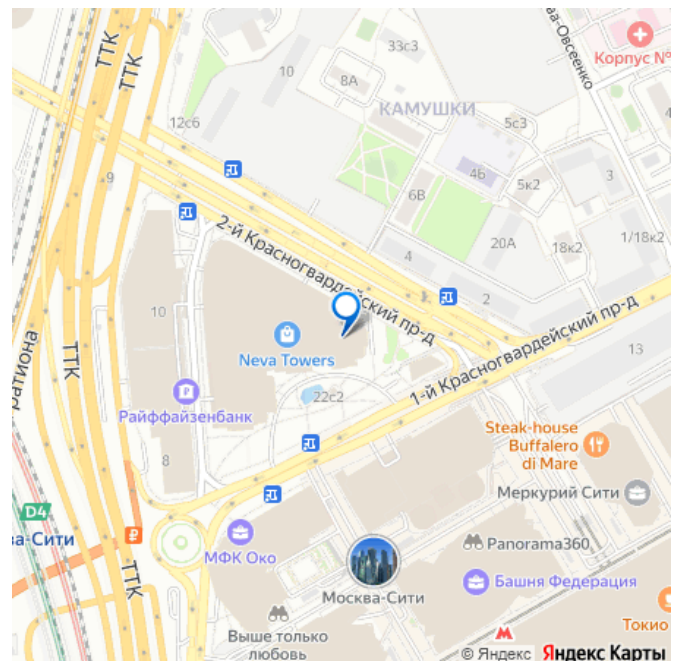 ТТК
ТТК
33с3
ва-Овсеенко
Корпус №
10
8А
КАМУШКИ
12с6
5с3
9
4б
6В
5к2
3
2-й Красногвардейский пр-д
20А
18к2
1/18к2
4
2
10
Neva Towers
1-й Красногвардейский пр-д
13
ратиона
ТТК
Райффайзенбанк
22с2
Steak-house
Buffalero
di Mare
8
Меркурий Сити
D4
ва-Сити
₽
МФК Око
Panorama360
Башня Федерация
ТТК
Москва-Сити
Токио
Выше только
любовь
© Яндекс Яндекс Карты